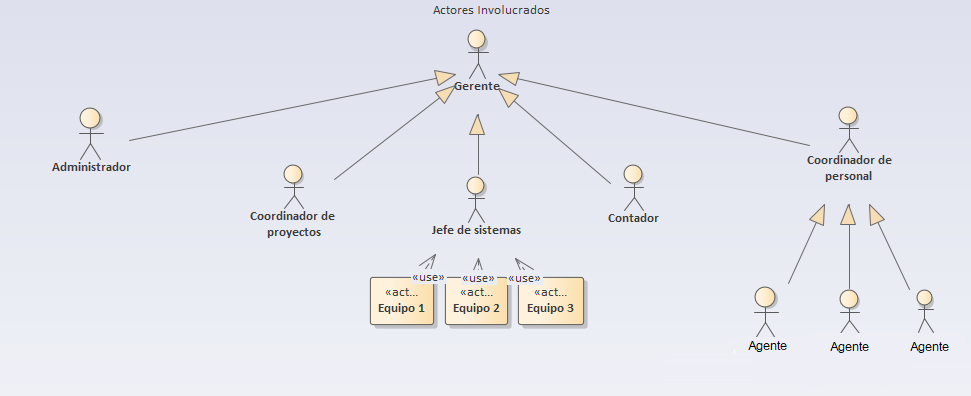 Actores Involucrados
Gerente
Administrador
Coordinador de
personal
Coordinador de
proyectos
Jefe de sistemas
Contador
«use»
«use»
«use»
«act...
Equipo 1
«act...
Equipo 2
«act...
Equipo 3
Agente
Agente
Agente